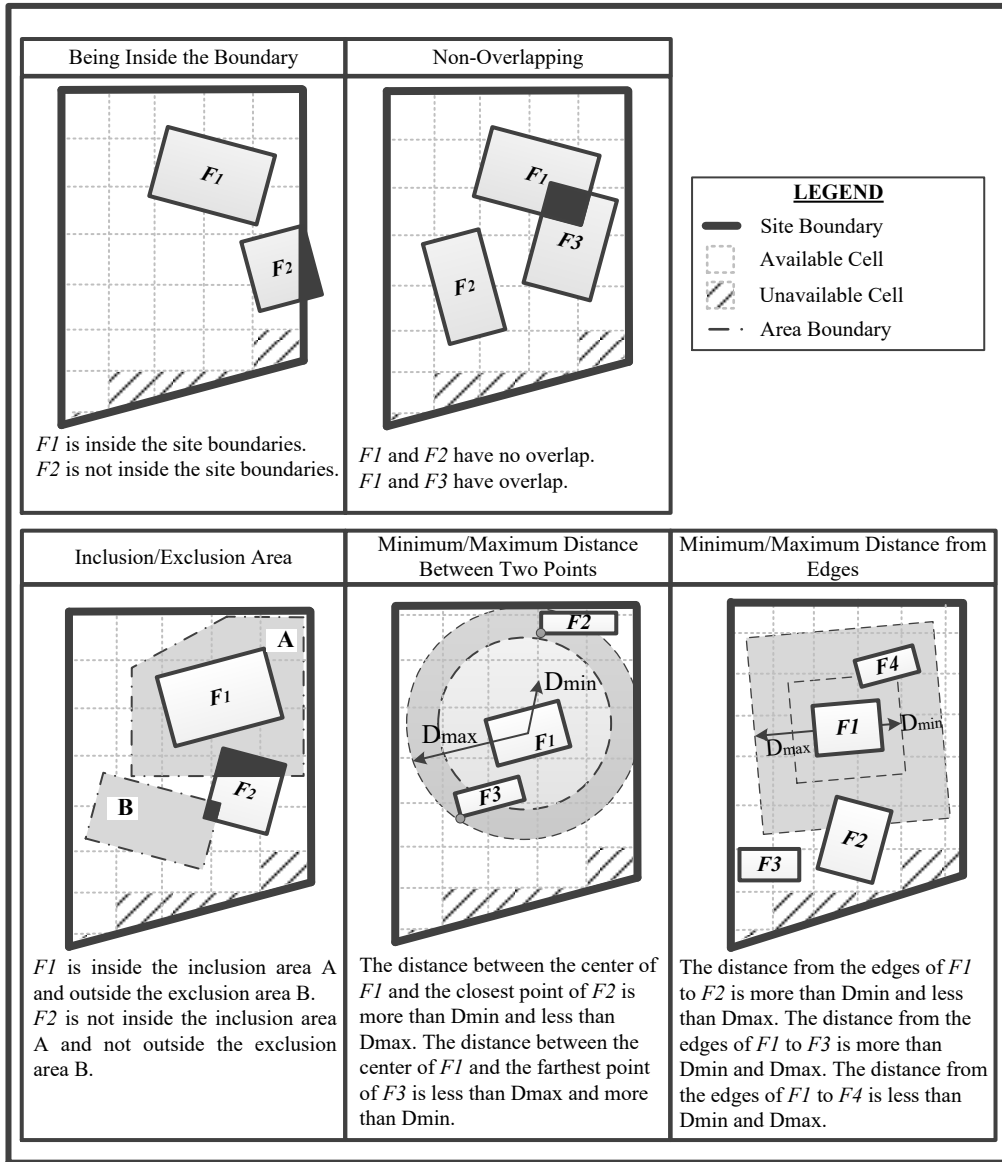 Being Inside the Boundary
Non-Overlapping
F1
F2
F1 is inside the site boundaries.
F2 is not inside the site boundaries.
F1
F3
F2
F1 and F2 have no overlap.
F1 and F3 have overlap.
LEGEND
Site Boundary
Available Cell
Unavailable Cell
Area Boundary
Inclusion/Exclusion Area
A
F1
F2
B
F1 is inside the inclusion area A
and outside the exclusion area B.
F2 is not inside the inclusion area
A and not outside the exclusion
area B.
Minimum/Maximum Distance
Between Two Points
F2
Dmin
Dmax
F1
F3
The distance between the center of
F1 and the closest point of F2 is
more than Dmin and less than
Dmax. The distance between the
center of F1 and the farthest point
of F3 is less than Dmax and more
than Dmin.
Minimum/Maximum Distance from
Edges
F4
F1
Dmin
Dmax
F2
F3
The distance from the edges of F1
to F2 is more than Dmin and less
than Dmax. The distance from the
edges of F1 to F3 is more than
Dmin and Dmax. The distance from
the edges of F1 to F4 is less than
Dmin and Dmax.